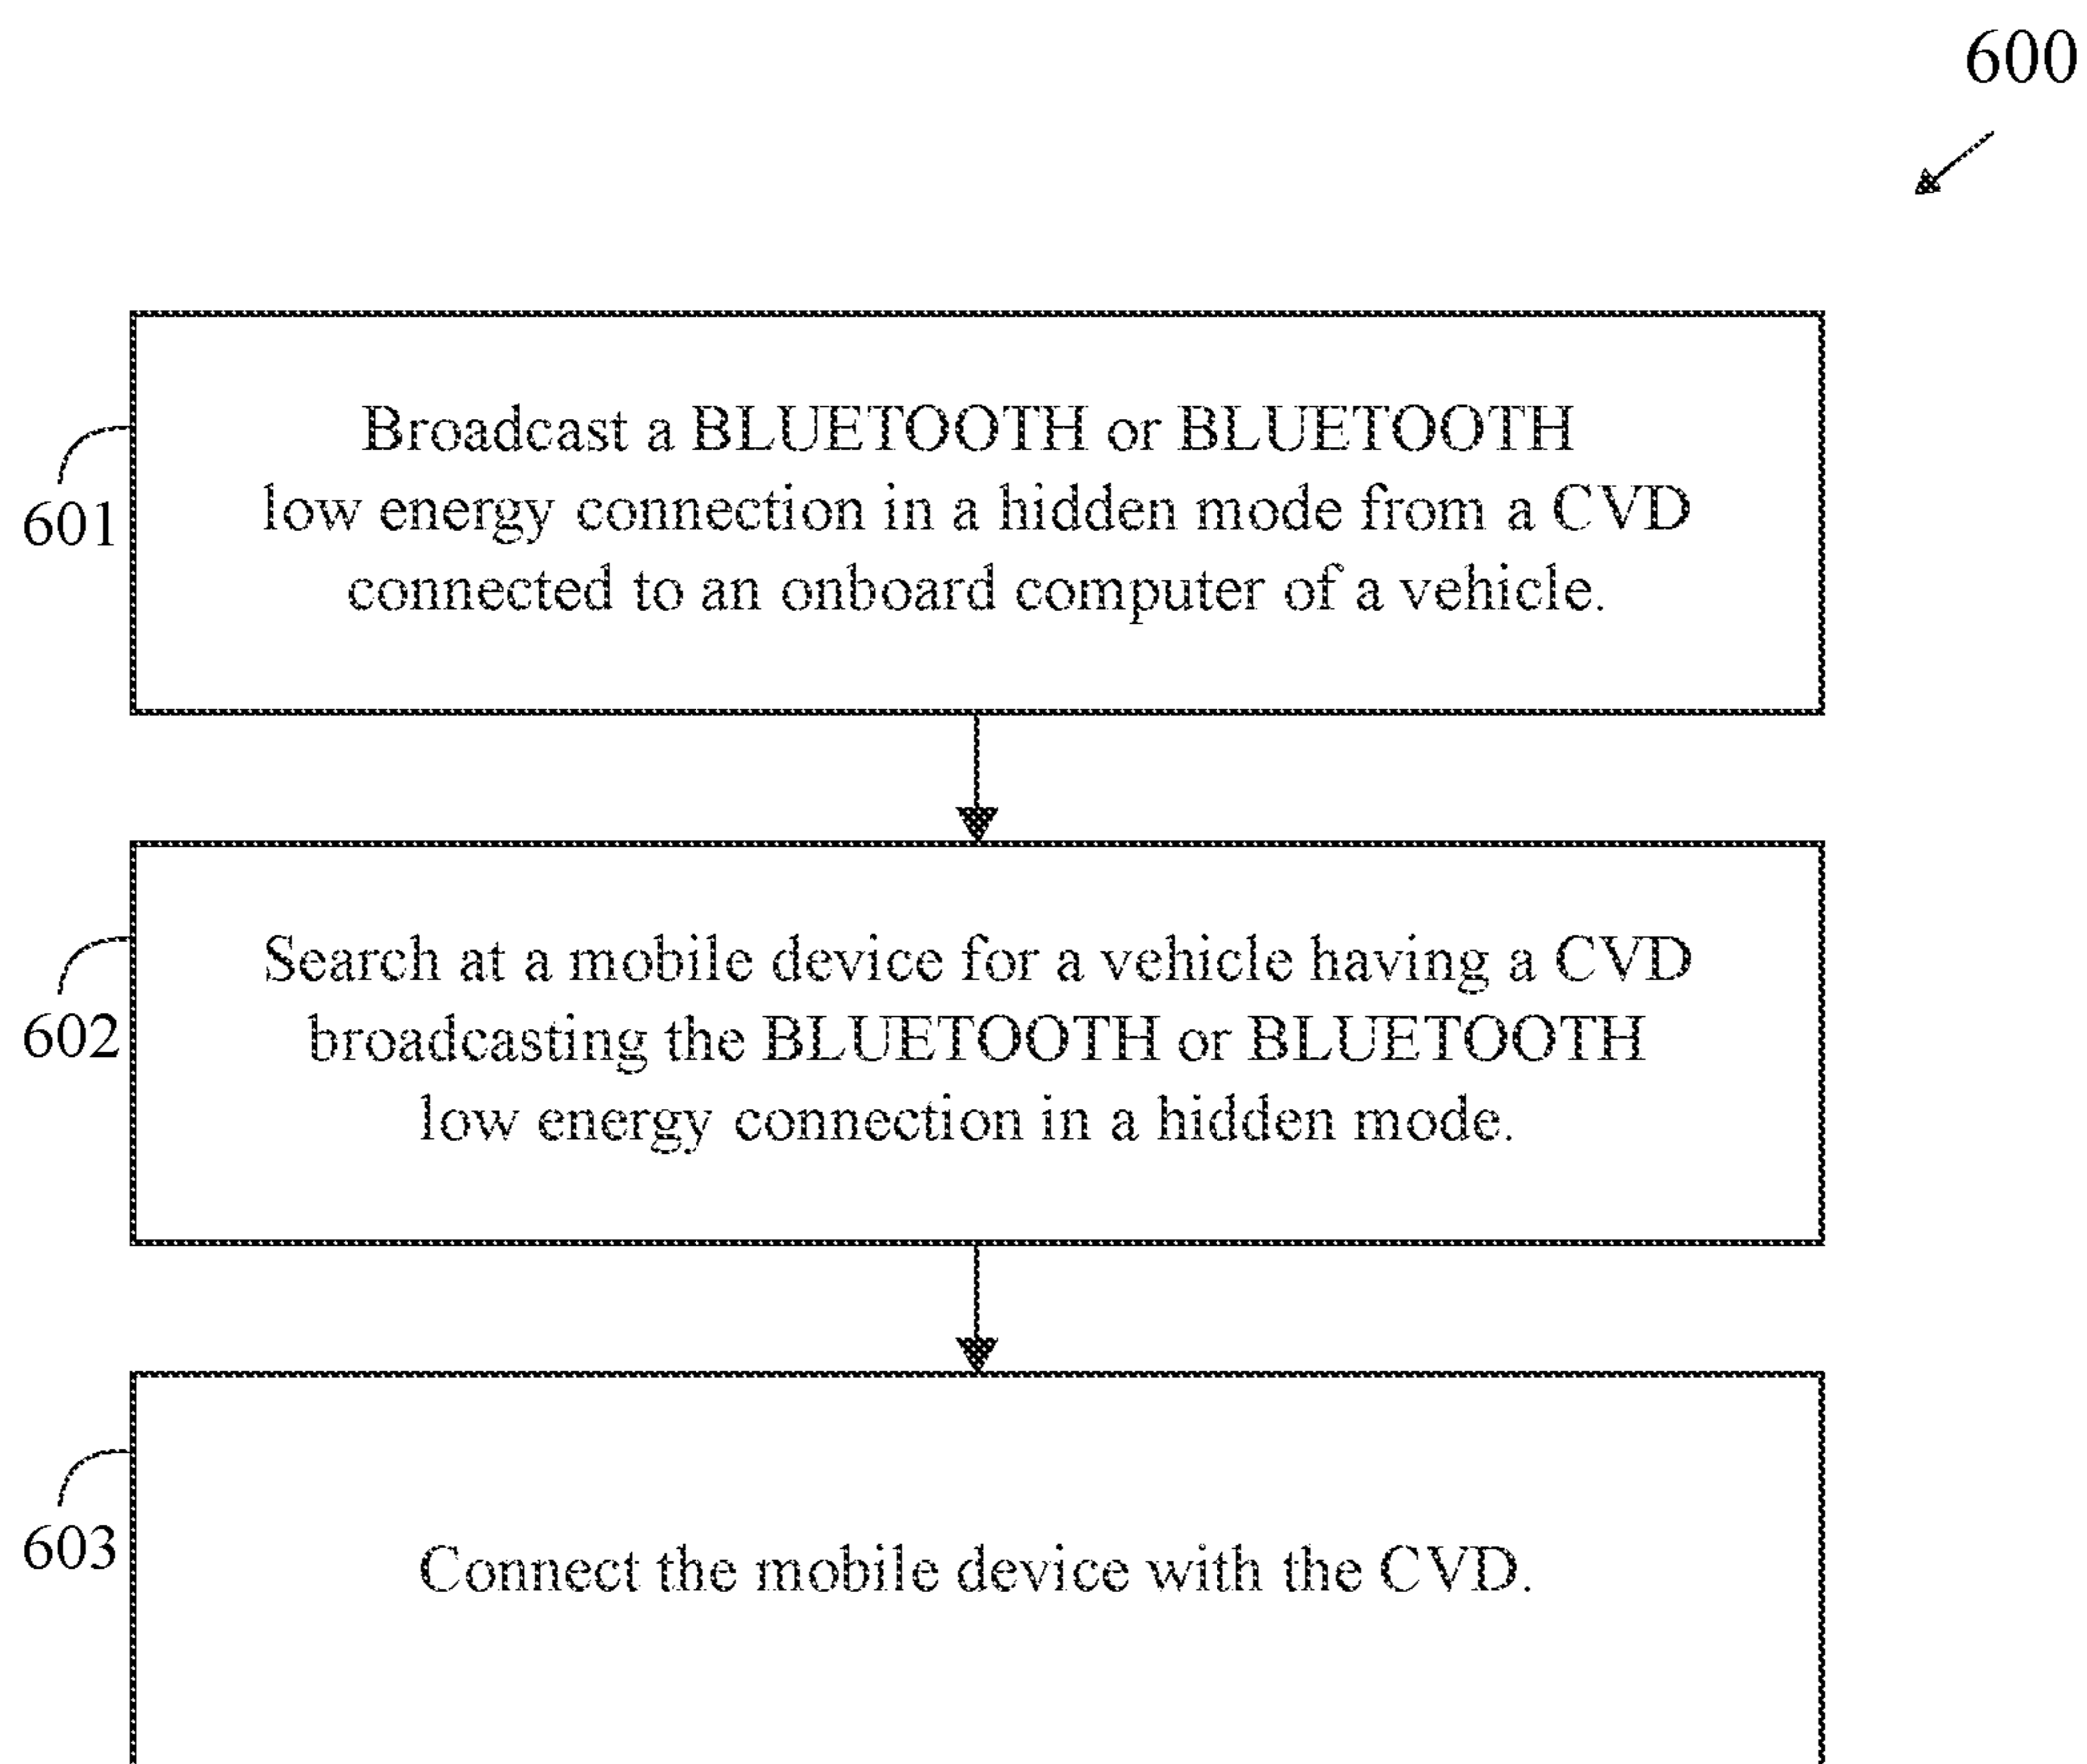 600
Broadcast a BLUETOOTH or BLUETOOTH
low energy connection in a hidden mode from a CVD
connected to an onboard computer of a vehicle.
601
Search at a mobile device for a vehicle having a CVD
broadcasting the BLUETOOTH or BLUETOOTH
low energy connection in a hidden mode.
602
Connect the mobile device with the CVD.
603